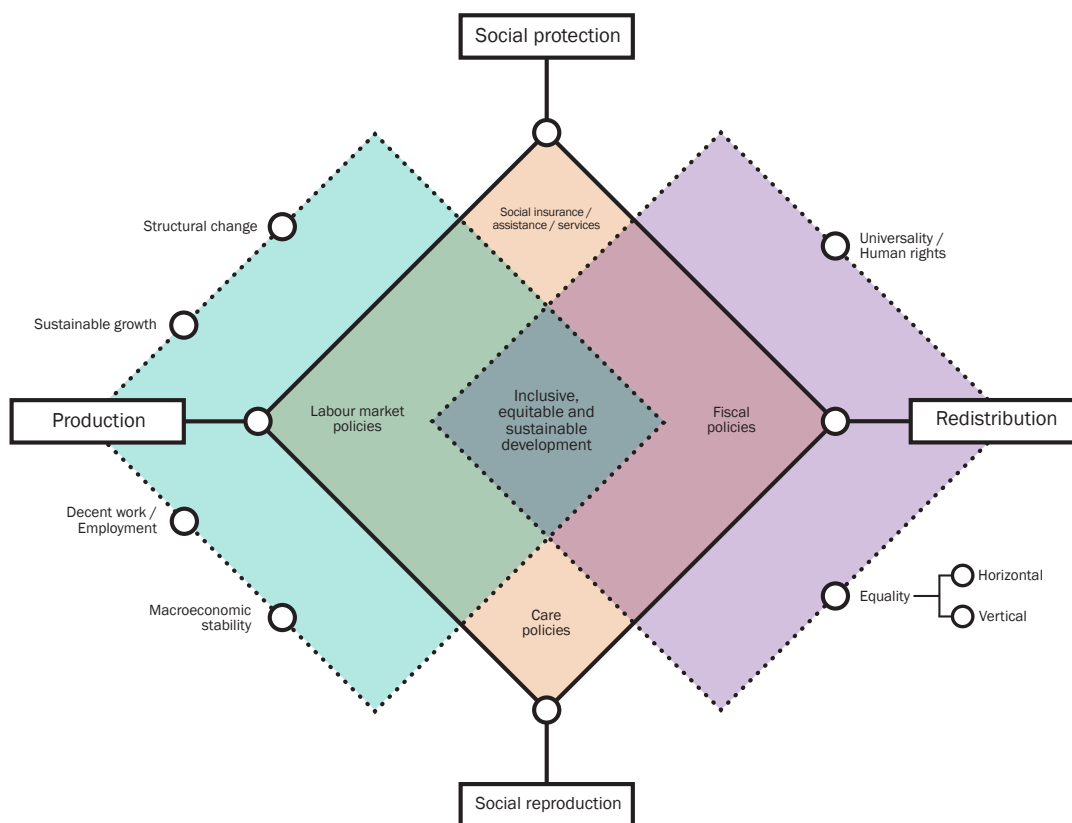 Social protection
Social insurance /
assistance / services
Structural change
Universality /
Human rights
Sustainable growth
Production
Labour market
policies
Inclusive,
equitable and
sustainable
development
Fiscal
policies
Redistribution
Decent work /
Employment
Macroeconomic
stability
Care
policies
Equality
Horizontal
Vertical
Social reproduction